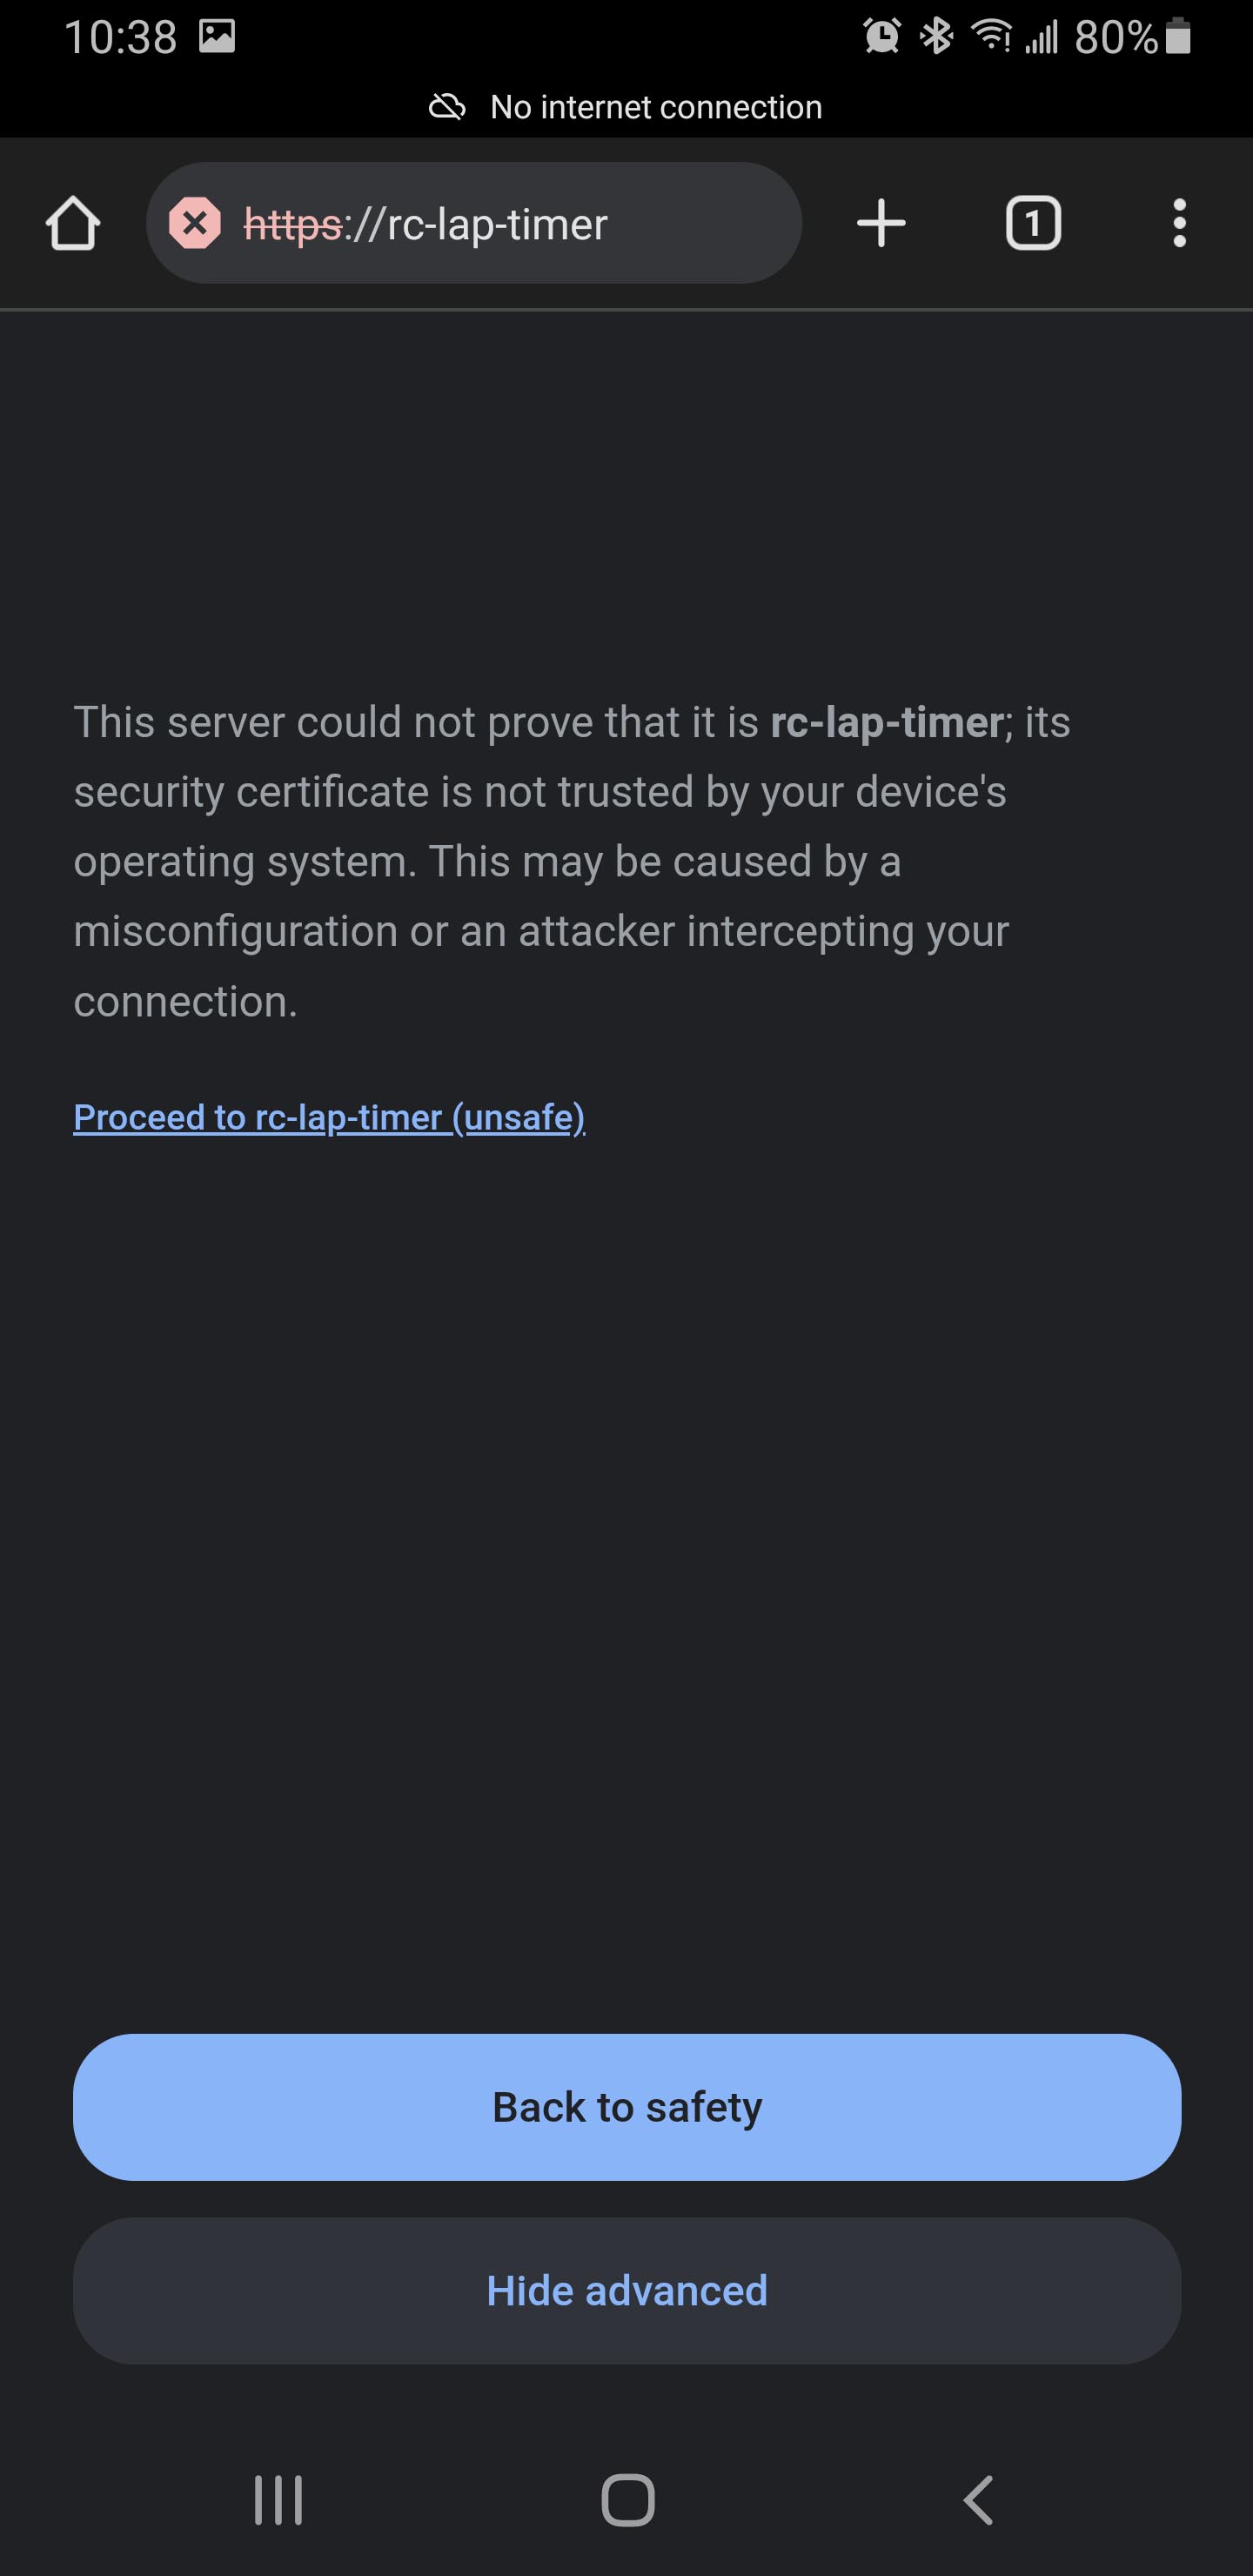 10:38 80%
No internet connection
https://rc-lap-timer 1
This server could not prove that it is rc-lap-timer; its
security certificate is not trusted by your device's
operating system. This may be caused by a
misconfiguration or an attacker intercepting your
connection.
Proceed to rc-lap-timer (unsafe)
Back to safety
Hide advanced